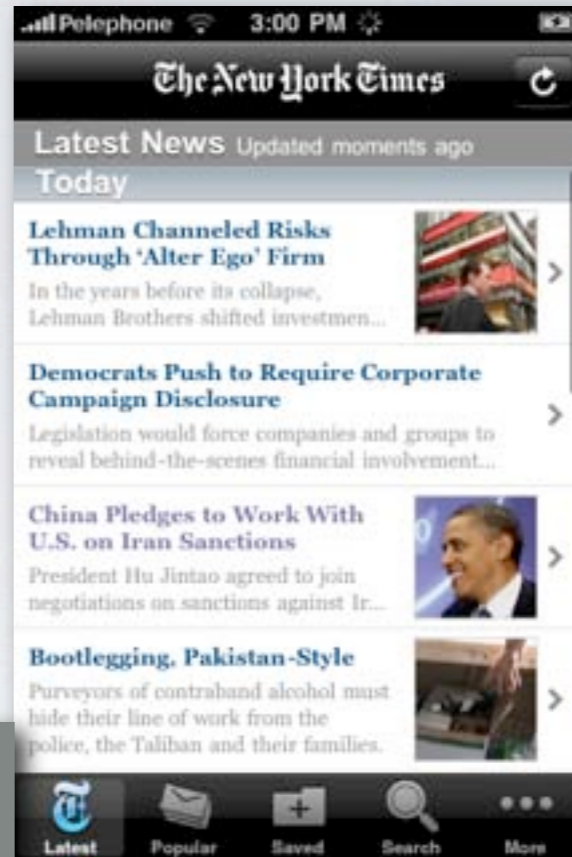 Pelephone 3:00 PM
The New York Times
Latest News Updated moments ago
Today
Lehman Channeled Risks
Through ‘Alter Ego’ Firm
In the years before its collapse,
Lehman Brothers shifted investmen...
Democrats Push to Require Corporate
Campaign Disclosure
Legislation would force companies and groups to
reveal behind-the-scenes financial involvement...
China Pledges to Work With
U.S. on Iran Sanctions
President Hu Jintao agreed to join
negotiations on sanctions against Ir...
Bootlegging, Pakistan-Style
Purveyors of contraband alcohol must
hide their line of work from the
police, the Taliban and their families.
Latest Popular Saved Search More